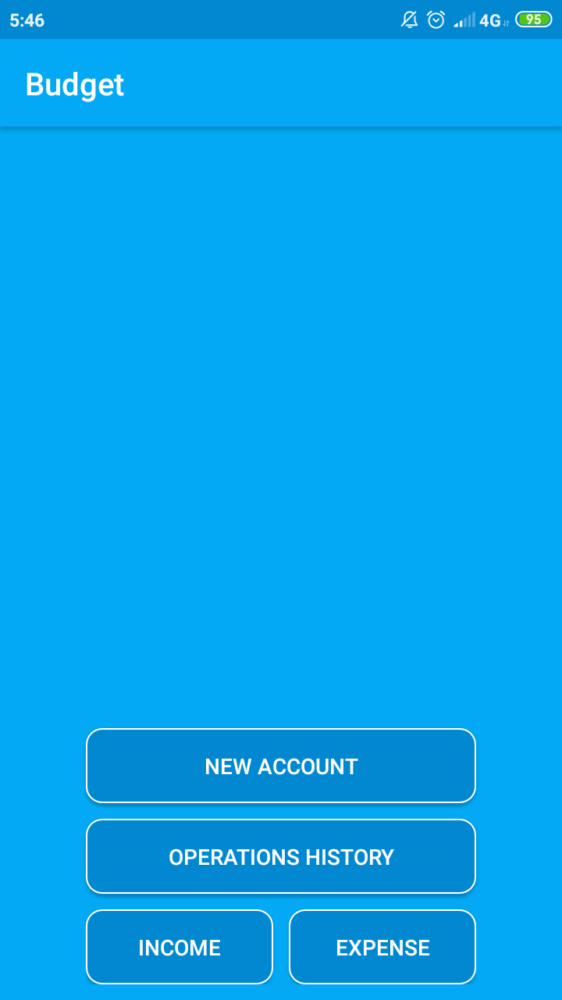 5:46 4G 95
Budget
NEW ACCOUNT
OPERATIONS HISTORY
INCOME EXPENSE